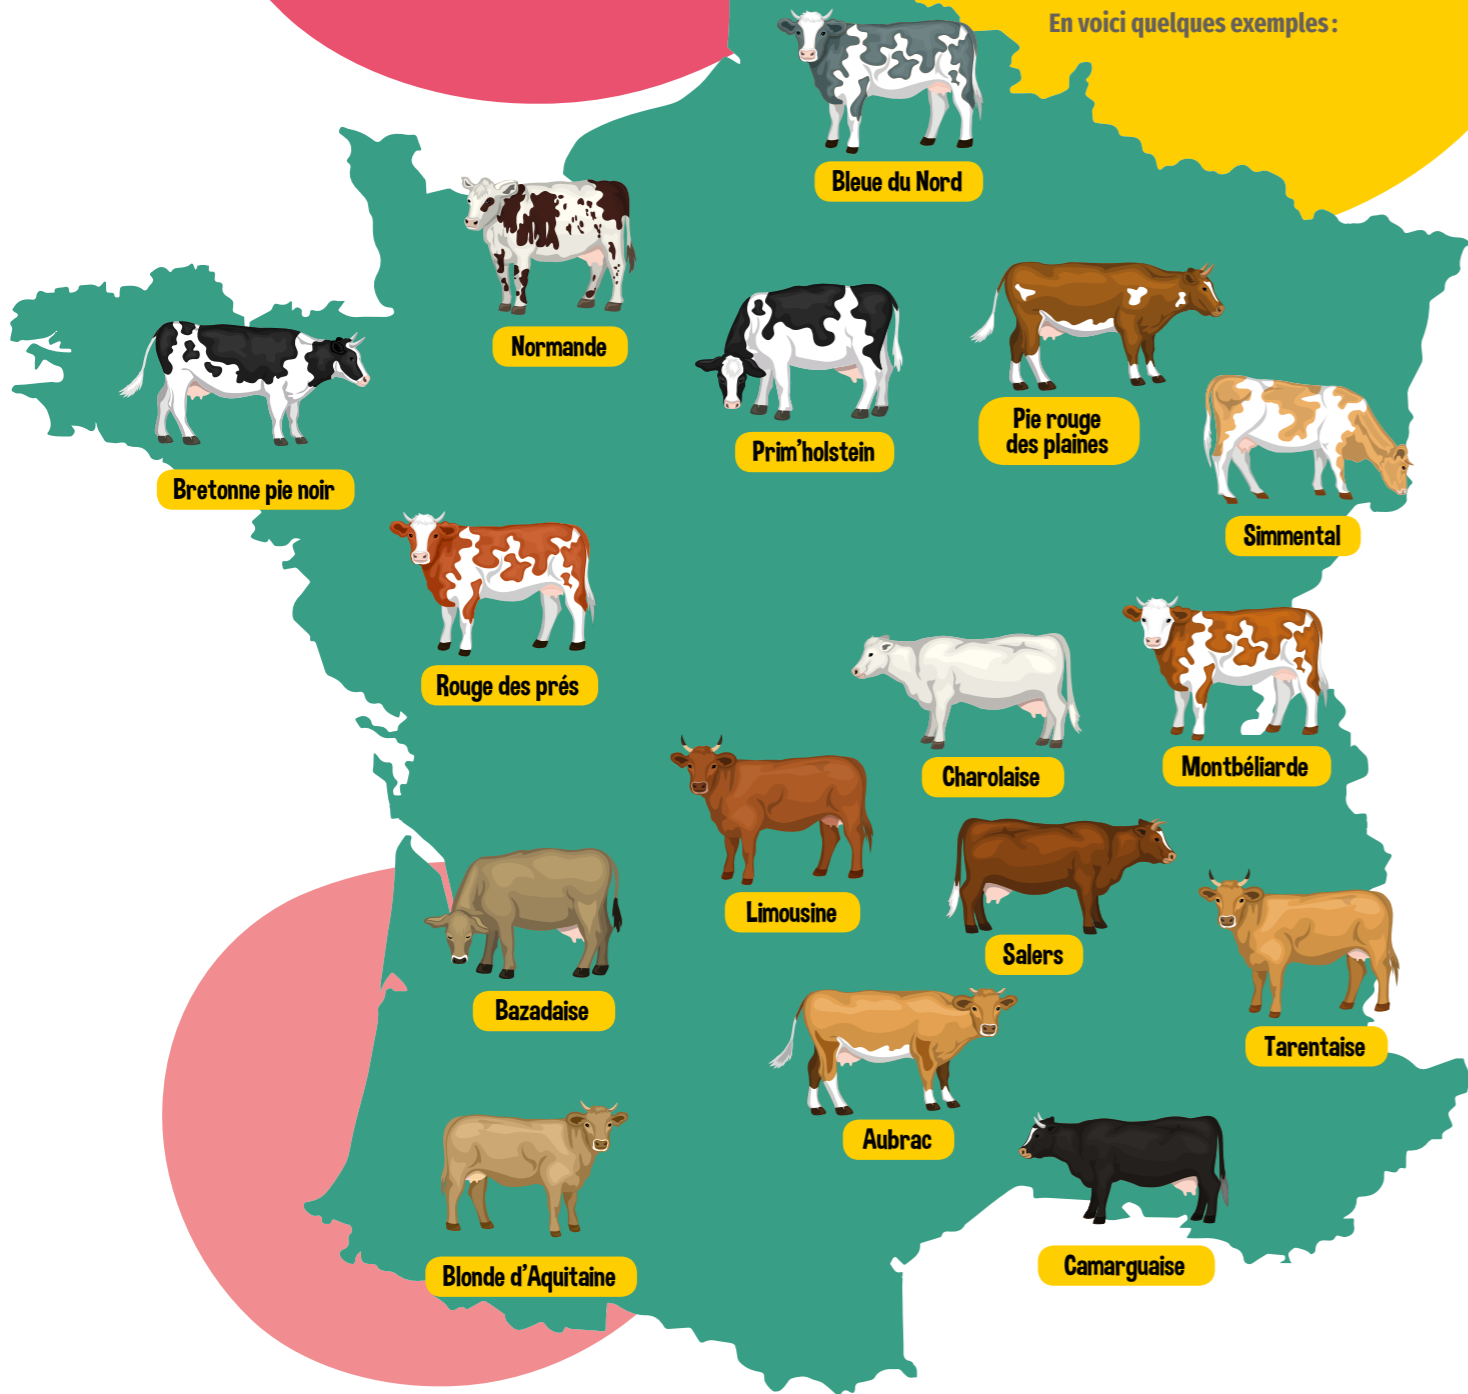 En voici quelques exemples :
Bleue du Nord
Normande
Prim'holstein
Pie rouge
des plaines
Bretonne pie noir
Simmental
Rouge des prés
Charolaise
Montbéliarde
Limousine
Salers
Bazadaise
Tarentaise
Aubrac
Camarguaise
Blonde d'Aquitaine